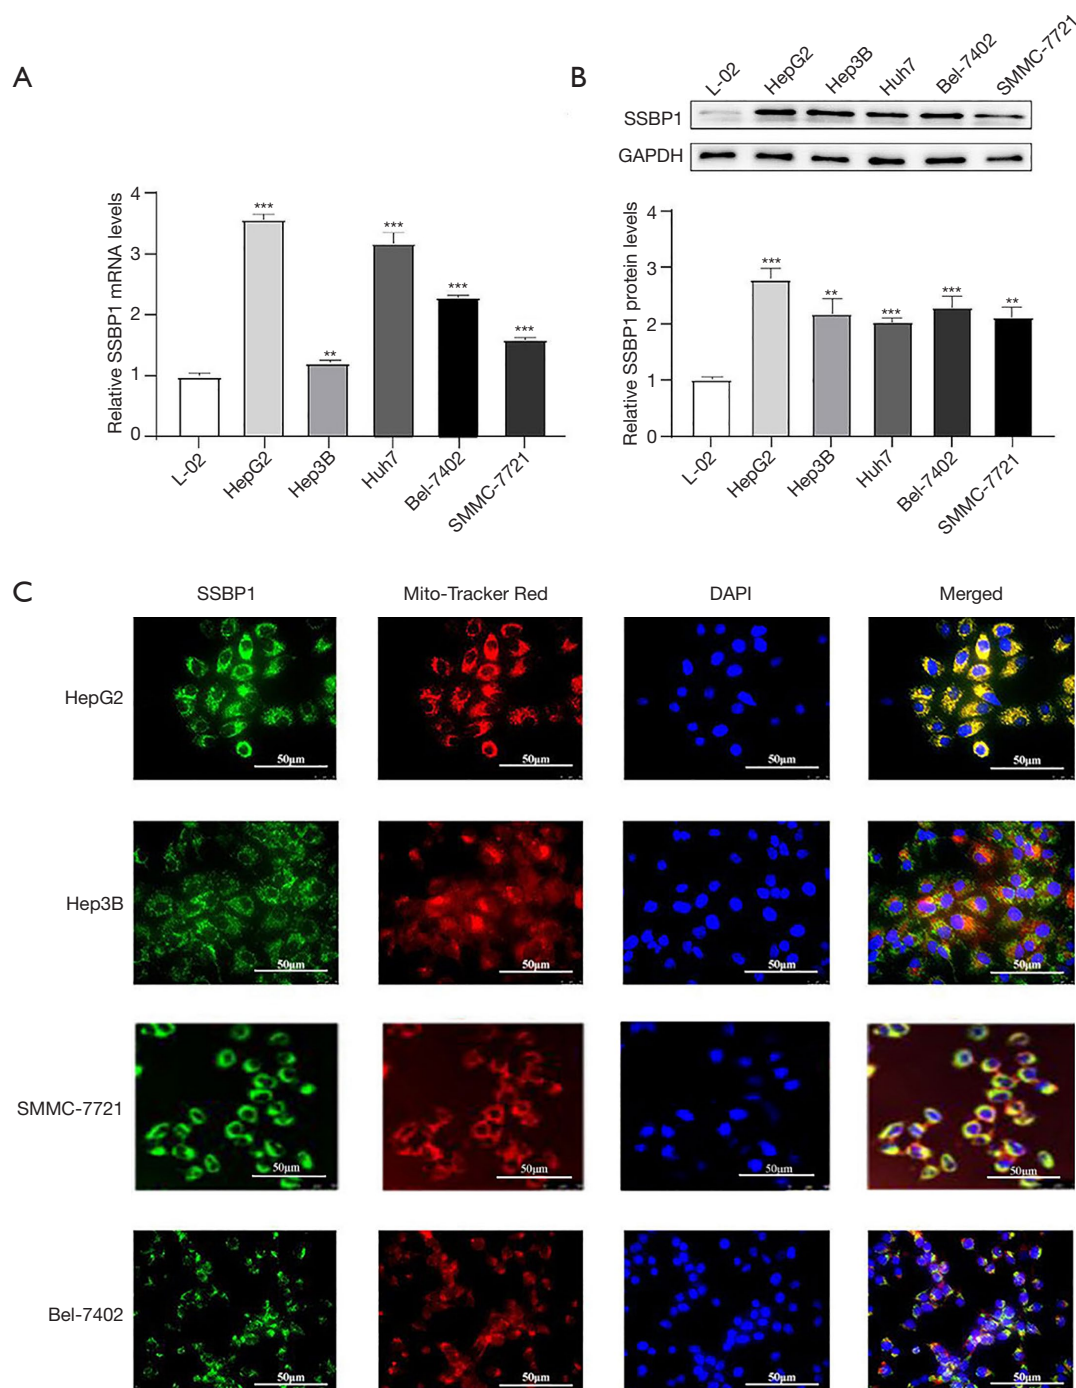 A
Relative SSBP1 mRNA levels
4
3
2
1
0
***
**
***
***
***
L-02
HepG2
Hep3B
Huh7
Bel-7402
SMMC-7721
B
L-02
HepG2
Hep3B
Huh7
Bel-7402
SMMC-7721
SSBP1
GAPDH
Relative SSBP1 protein levels
4
3
2
1
0
***
**
***
***
**
L-02
HepG2
Hep3B
Huh7
Bel-7402
SMMC-7721
C
SSBP1 Mito-Tracker Red DAPI Merged
HepG2
50μm 50μm 50μm 50μm
Hep3B
50μm 50μm 50μm 50μm
SMMC-7721
50μm 50μm 50μm 50μm
Bel-7402
50μm 50μm 50μm 50μm